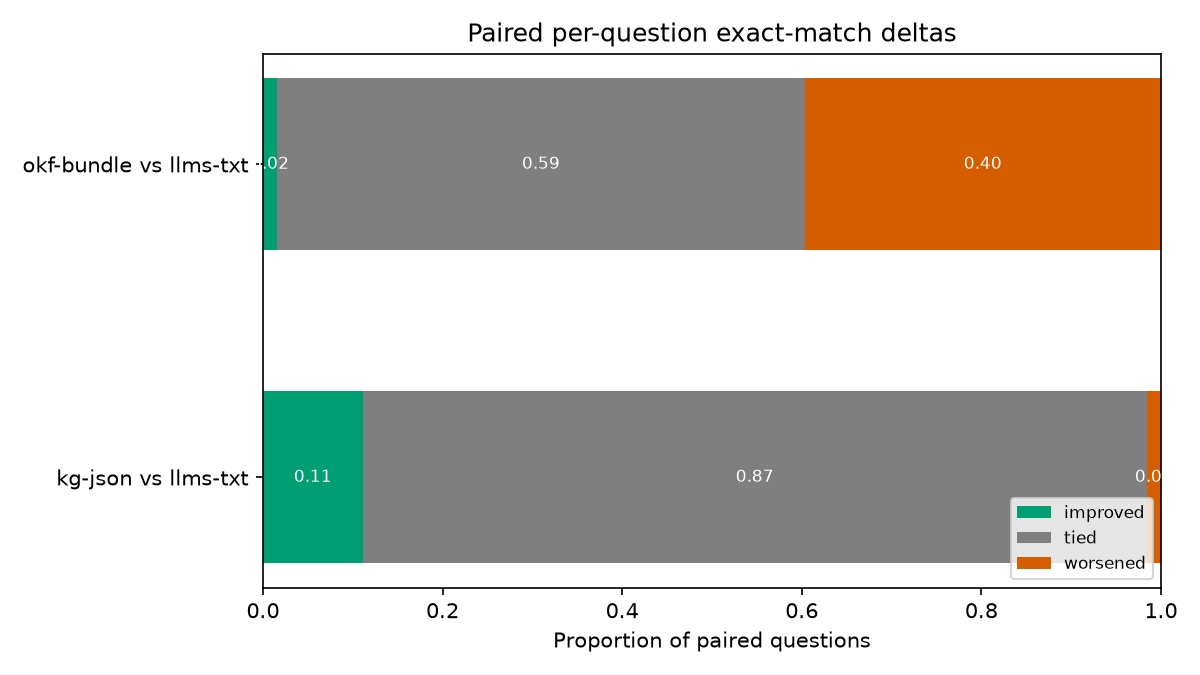 Paired per-question exact-match deltas
okf-bundle vs llms-txt
.02
0.59
0.40
kg-json vs llms-txt
0.11
0.87
0.0
improved
tied
worsened
0.0 0.2 0.4 0.6 0.8 1.0
Proportion of paired questions